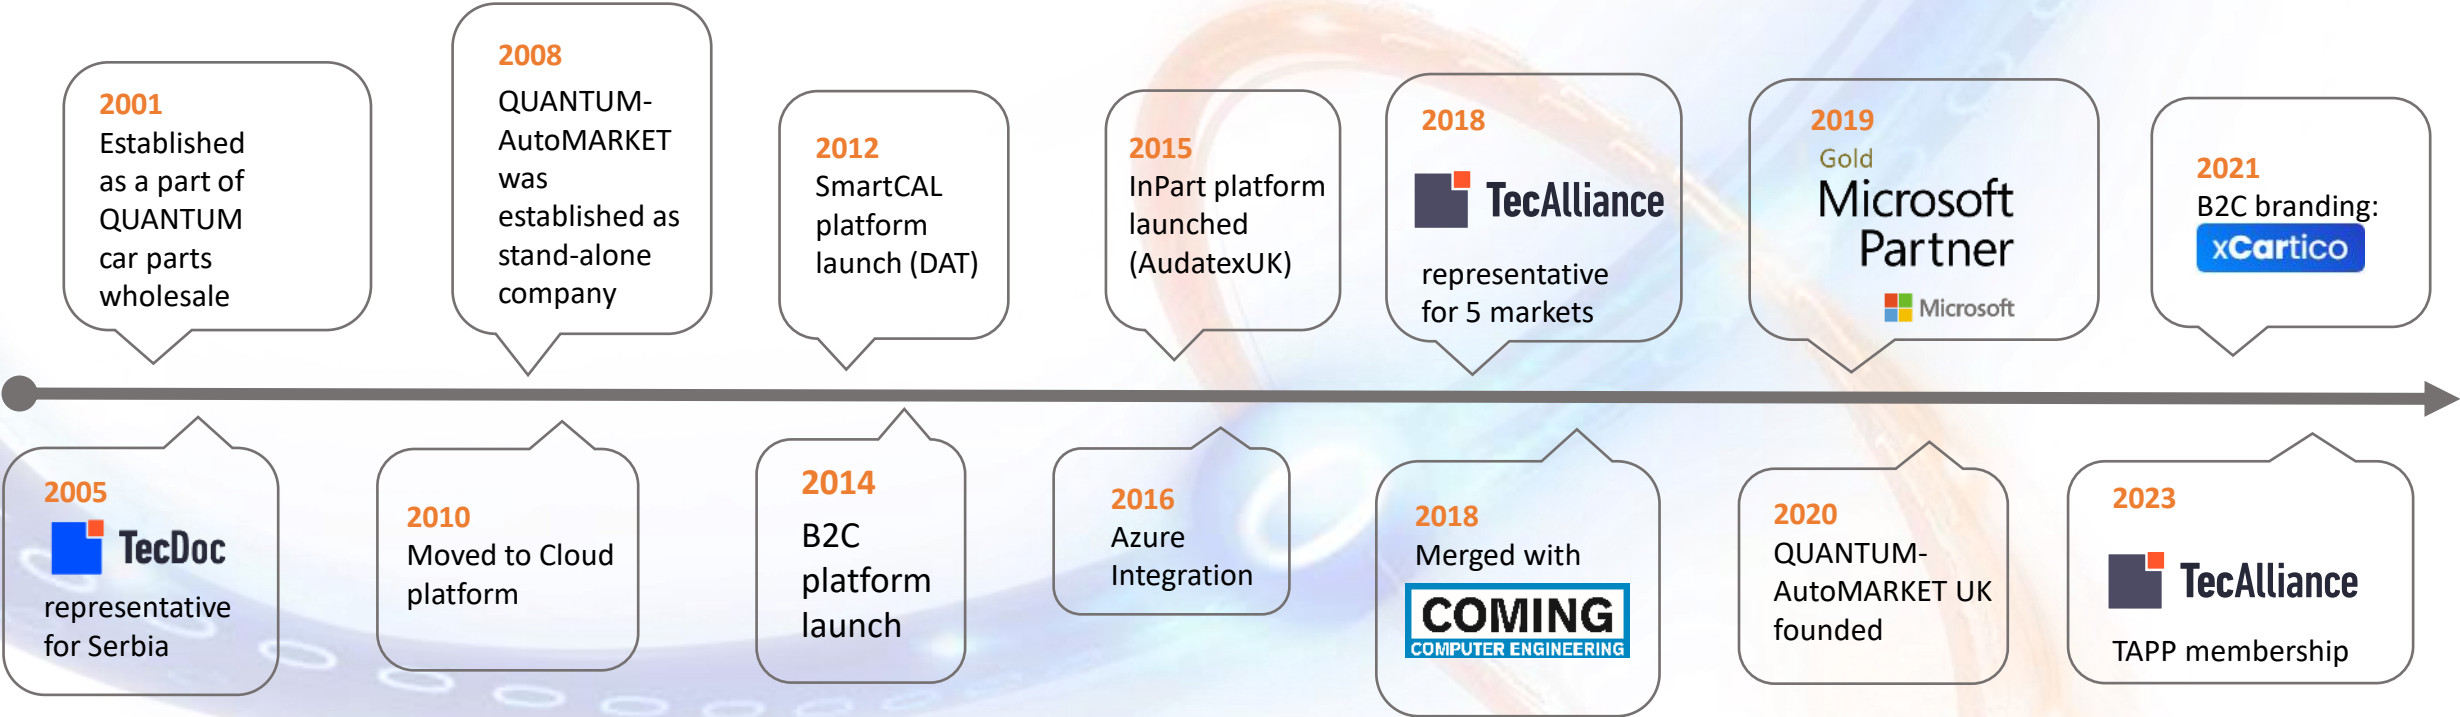 2001
Established
as a part of
QUANTUM
car parts
wholesale
2008
QUANTUM-
AutoMARKET
was
established as
stand-alone
company
2012
SmartCAL
platform
launch (DAT)
2015
InPart platform
launched
(AudatexUK)
2018
TecAlliance
representative
for 5 markets
2019
Gold
Microsoft
Partner
Microsoft
2021
B2C branding:
xCartico
2005
TecDoc
representative
for Serbia
2010
Moved to Cloud
platform
2014
B2C
platform
launch
2016
Azure
Integration
2018
Merged with
COMING
COMPUTER ENGINEERING
2020
QUANTUM-
AutoMARKET UK
founded
2023
TecAlliance
TAPP membership